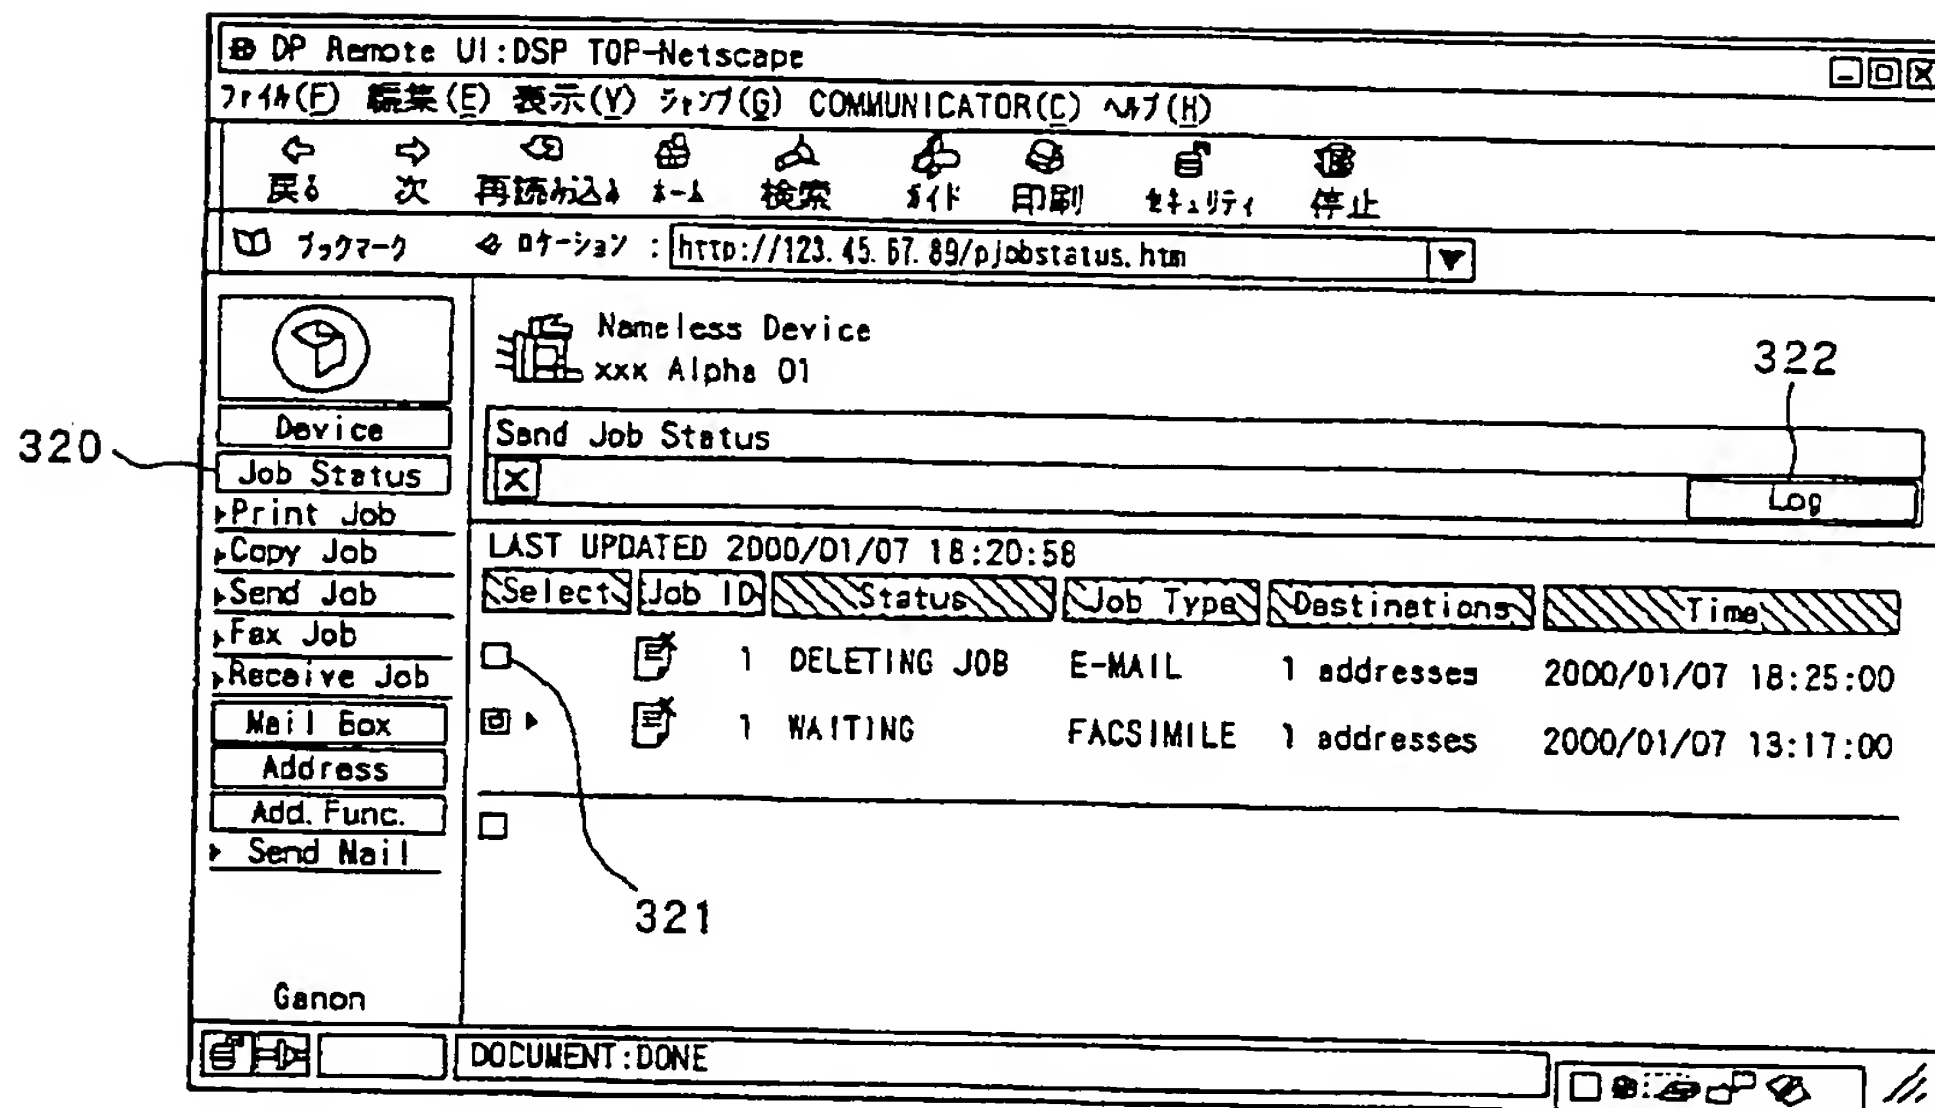 DP Remote UI:DSP TOP-Netscape
ファイル(F) 編集(E) 表示(V) ジャンプ(G) COMMUNICATOR(C) ヘルプ(H)
戻る 次 再読み込み ホーム 検索 ガイド 印刷 セキュリティ 停止
ブックマーク ロケーション : http://123.45.67.89/pjobstatus.htm
Nameless Device
xxx Alpha 01
322
320
Device
Job Status
Print Job
Copy Job
Send Job
Fax Job
Receive Job
Mail Box
Address
Add. Func.
Send Mail
Ganon
Send Job Status
Log
LAST UPDATED 2000/01/07 18:20:58
Select Job ID Status Job Type Destinations Time
1 DELETING JOB E-MAIL 1 addresses 2000/01/07 18:25:00
1 WAITING FACSIMILE 1 addresses 2000/01/07 13:17:00
321
DOCUMENT:DONE